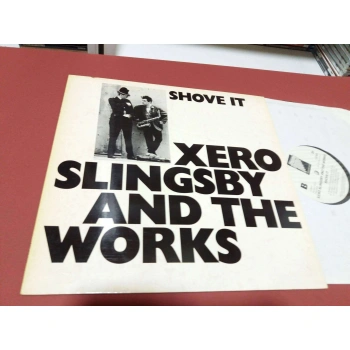 SHOVE IT
XERO
SLINGSBY
AND THE
WORKS